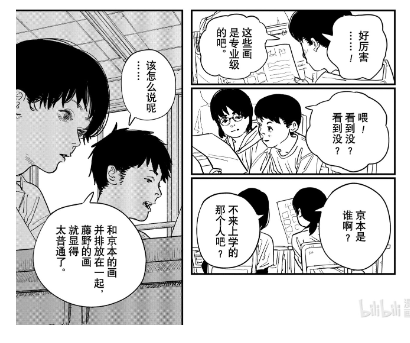 好厉害
……！
这些画
是专业级
的吧。
喂！
看到没？
看到没？
京本是
谁啊？
不来上学的
那个人吧？
该怎么说呢
……
和京本的画
并排放在一起，
藤野的画
就显得
太普通了。
bilibili